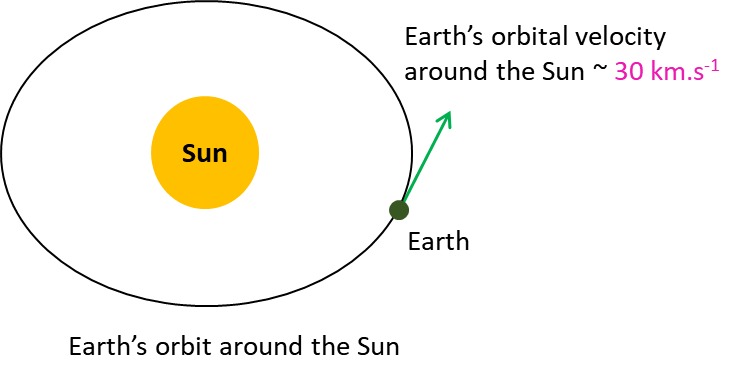 Earth’s orbital velocity
around the Sun ~ 30 km.s⁻¹
Sun
Earth
Earth’s orbit around the Sun